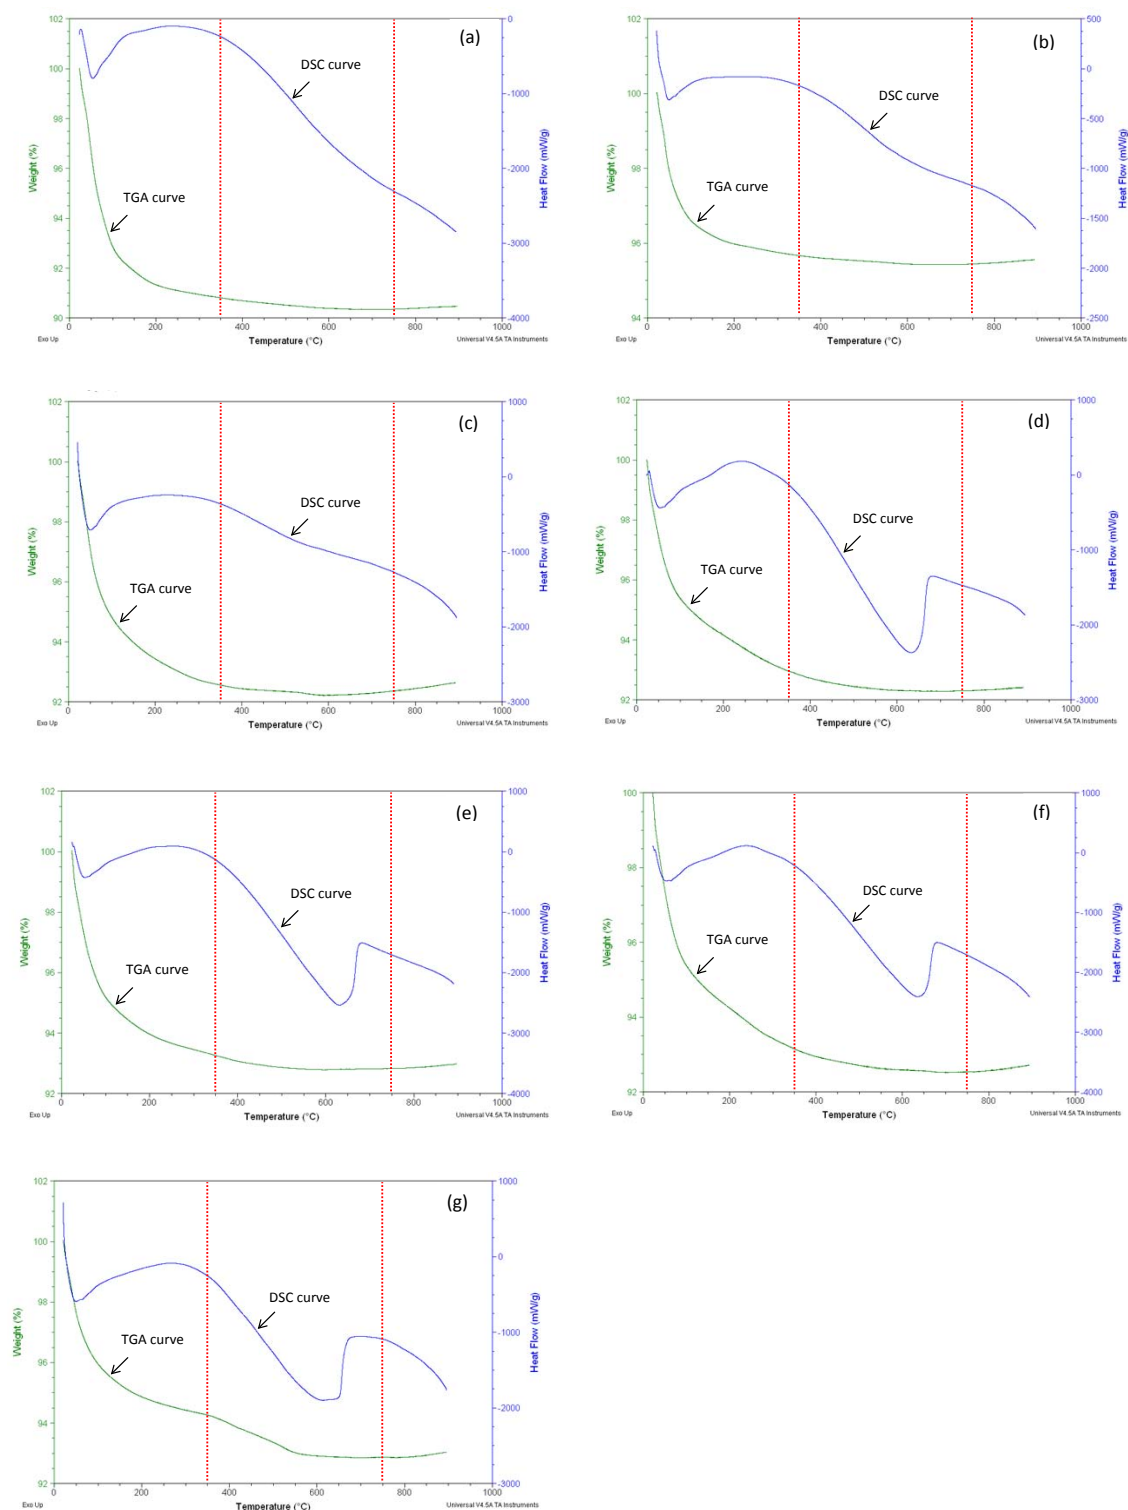 102
100
98
96
94
92
90
Weight (%)
0
-1000
-2000
-3000
-4000
Heat Flow (mW/g)
(a)
DSC curve
TGA curve
0
200
400
600
800
1000
Exo Up
Temperature (°C)
Universal V4.5A TA Instruments
102
100
98
96
94
Weight (%)
500
0
-500
-1000
-1500
-2000
-2500
Heat Flow (mW/g)
(b)
DSC curve
TGA curve
0
200
400
600
800
1000
Exo Up
Temperature (°C)
Universal V4.5A TA Instruments
102
100
98
96
94
92
Weight (%)
1000
0
-1000
-2000
-3000
Heat Flow (mW/g)
(c)
DSC curve
TGA curve
0
200
400
600
800
1000
Exo Up
Temperature (°C)
Universal V4.5A TA Instruments
102
100
98
96
94
92
Weight (%)
1000
0
-1000
-2000
-3000
Heat Flow (mW/g)
(d)
DSC curve
TGA curve
0
200
400
600
800
1000
Exo Up
Temperature (°C)
Universal V4.5A TA Instruments
102
100
98
96
94
92
Weight (%)
1000
0
-1000
-2000
-3000
-4000
Heat Flow (mW/g)
(e)
DSC curve
TGA curve
0
200
400
600
800
1000
Exo Up
Temperature (°C)
Universal V4.5A TA Instruments
100
98
96
94
92
Weight (%)
1000
0
-1000
-2000
-3000
-4000
Heat Flow (mW/g)
(f)
DSC curve
TGA curve
0
200
400
600
800
1000
Exo Up
Temperature (°C)
Universal V4.5A TA Instruments
102
100
98
96
94
92
Weight (%)
1000
0
-1000
-2000
-3000
Heat Flow (mW/g)
(g)
DSC curve
TGA curve
0
200
400
600
800
1000
Exo Up
Temperature (°C)
Universal V4.5A TA Instruments